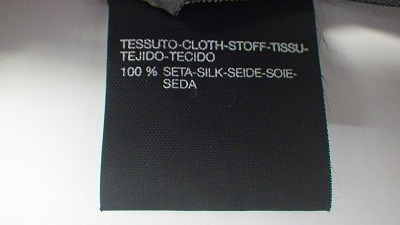 TESSUTO-CLOTH-STOFF-TISSU-
TEJIDO-TECIDO
100 % SETA-SILK-SEIDE-SOIE-
SEDA